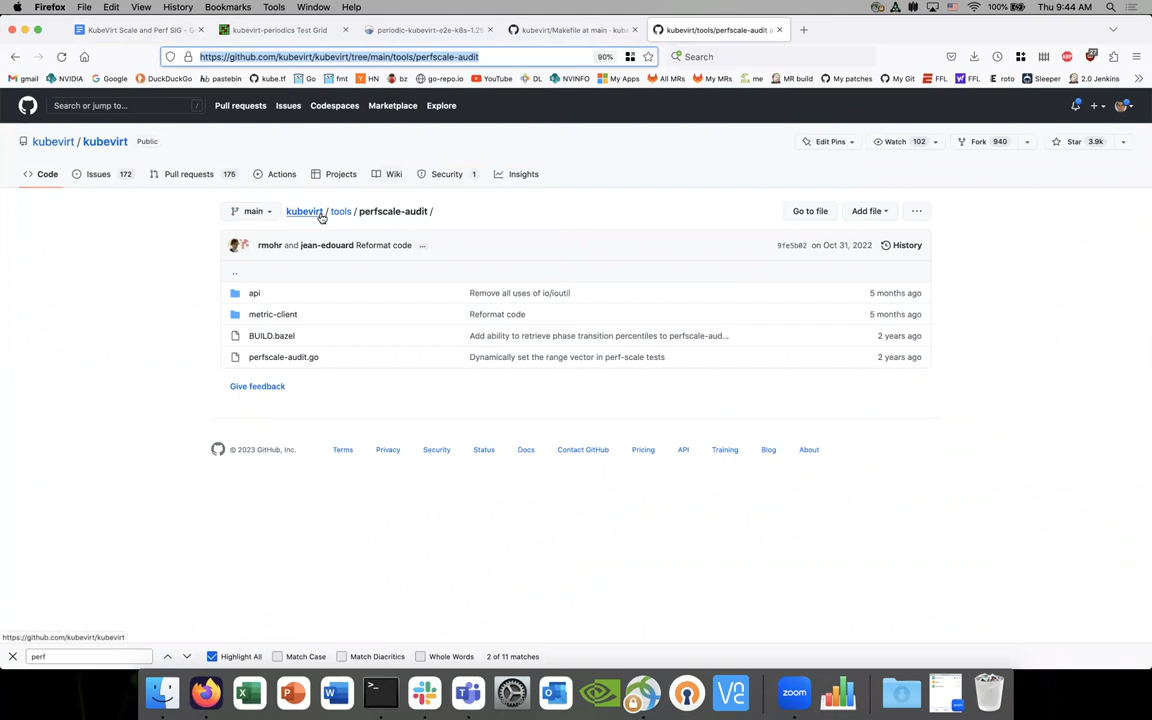 Firefox File Edit View History Bookmarks Tools Window Help 100% Thu 9:44 AM
KubeVirt Scale and Perf SIG - G
kubevirt-periodics Test Grid
periodic-kubevirt-e2e-k8s-1.25
kubevirt/Makefile at main · kube
kubevirt/tools/perfscale-audit a
https://github.com/kubevirt/kubevirt/tree/main/tools/perfscale-audit 90% Search
gmail NVIDIA DuckDuckGo pastebin kube.tf go-repo.io YouTube DL NVINFO My Apps All MRs My MRs me MR build My patches My Git FFL FFL roto Sleeper 2.0 Jenkins
HN Go fmt
Search or jump to... / Pull requests Issues Codespaces Marketplace Explore
kubevirt / kubevirt Public Edit Pins Watch 102 Fork 940 Star 3.9k
Code Issues 172 Pull requests 175 Actions Projects Wiki Security 1 Insights
main kubevirt / tools / perfscale-audit / Go to file Add file ...
rmohr and jean-edouard Reformat code ... 9fe5b02 on Oct 31, 2022 History
..
api Remove all uses of io/ioutil 5 months ago
metric-client Reformat code 5 months ago
BUILD.bazel Add ability to retrieve phase transition percentiles to perfscale-aud... 2 years ago
perfscale-audit.go Dynamically set the range vector in perf-scale tests 2 years ago
Give feedback
© 2023 GitHub, Inc. Terms Privacy Security Status Docs Contact GitHub Pricing API Training Blog About
https://github.com/kubevirt/kubevirt
perf Highlight All Match Case Match Diacritics Whole Words 2 of 11 matches
zoom